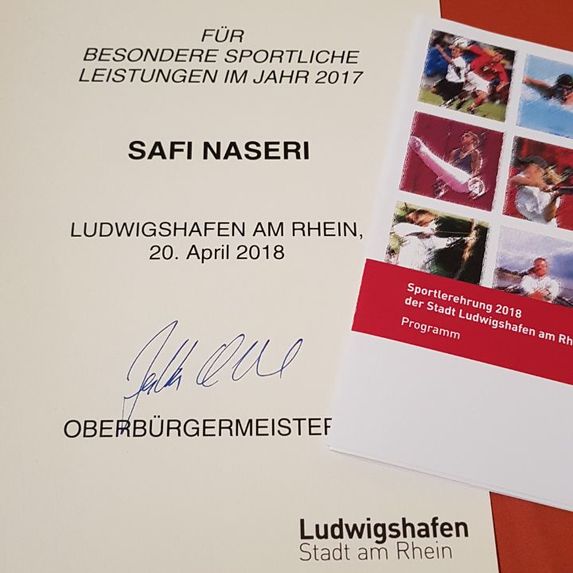 FÜR
BESONDERE SPORTLICHE
LEISTUNGEN IM JAHR 2017
SAFI NASERI
LUDWIGSHAFEN AM RHEIN,
20. April 2018
OBERBÜRGERMEISTER
Ludwigshafen
Stadt am Rhein
Sportlerehrung 2018
der Stadt Ludwigshafen am Rh
Programm